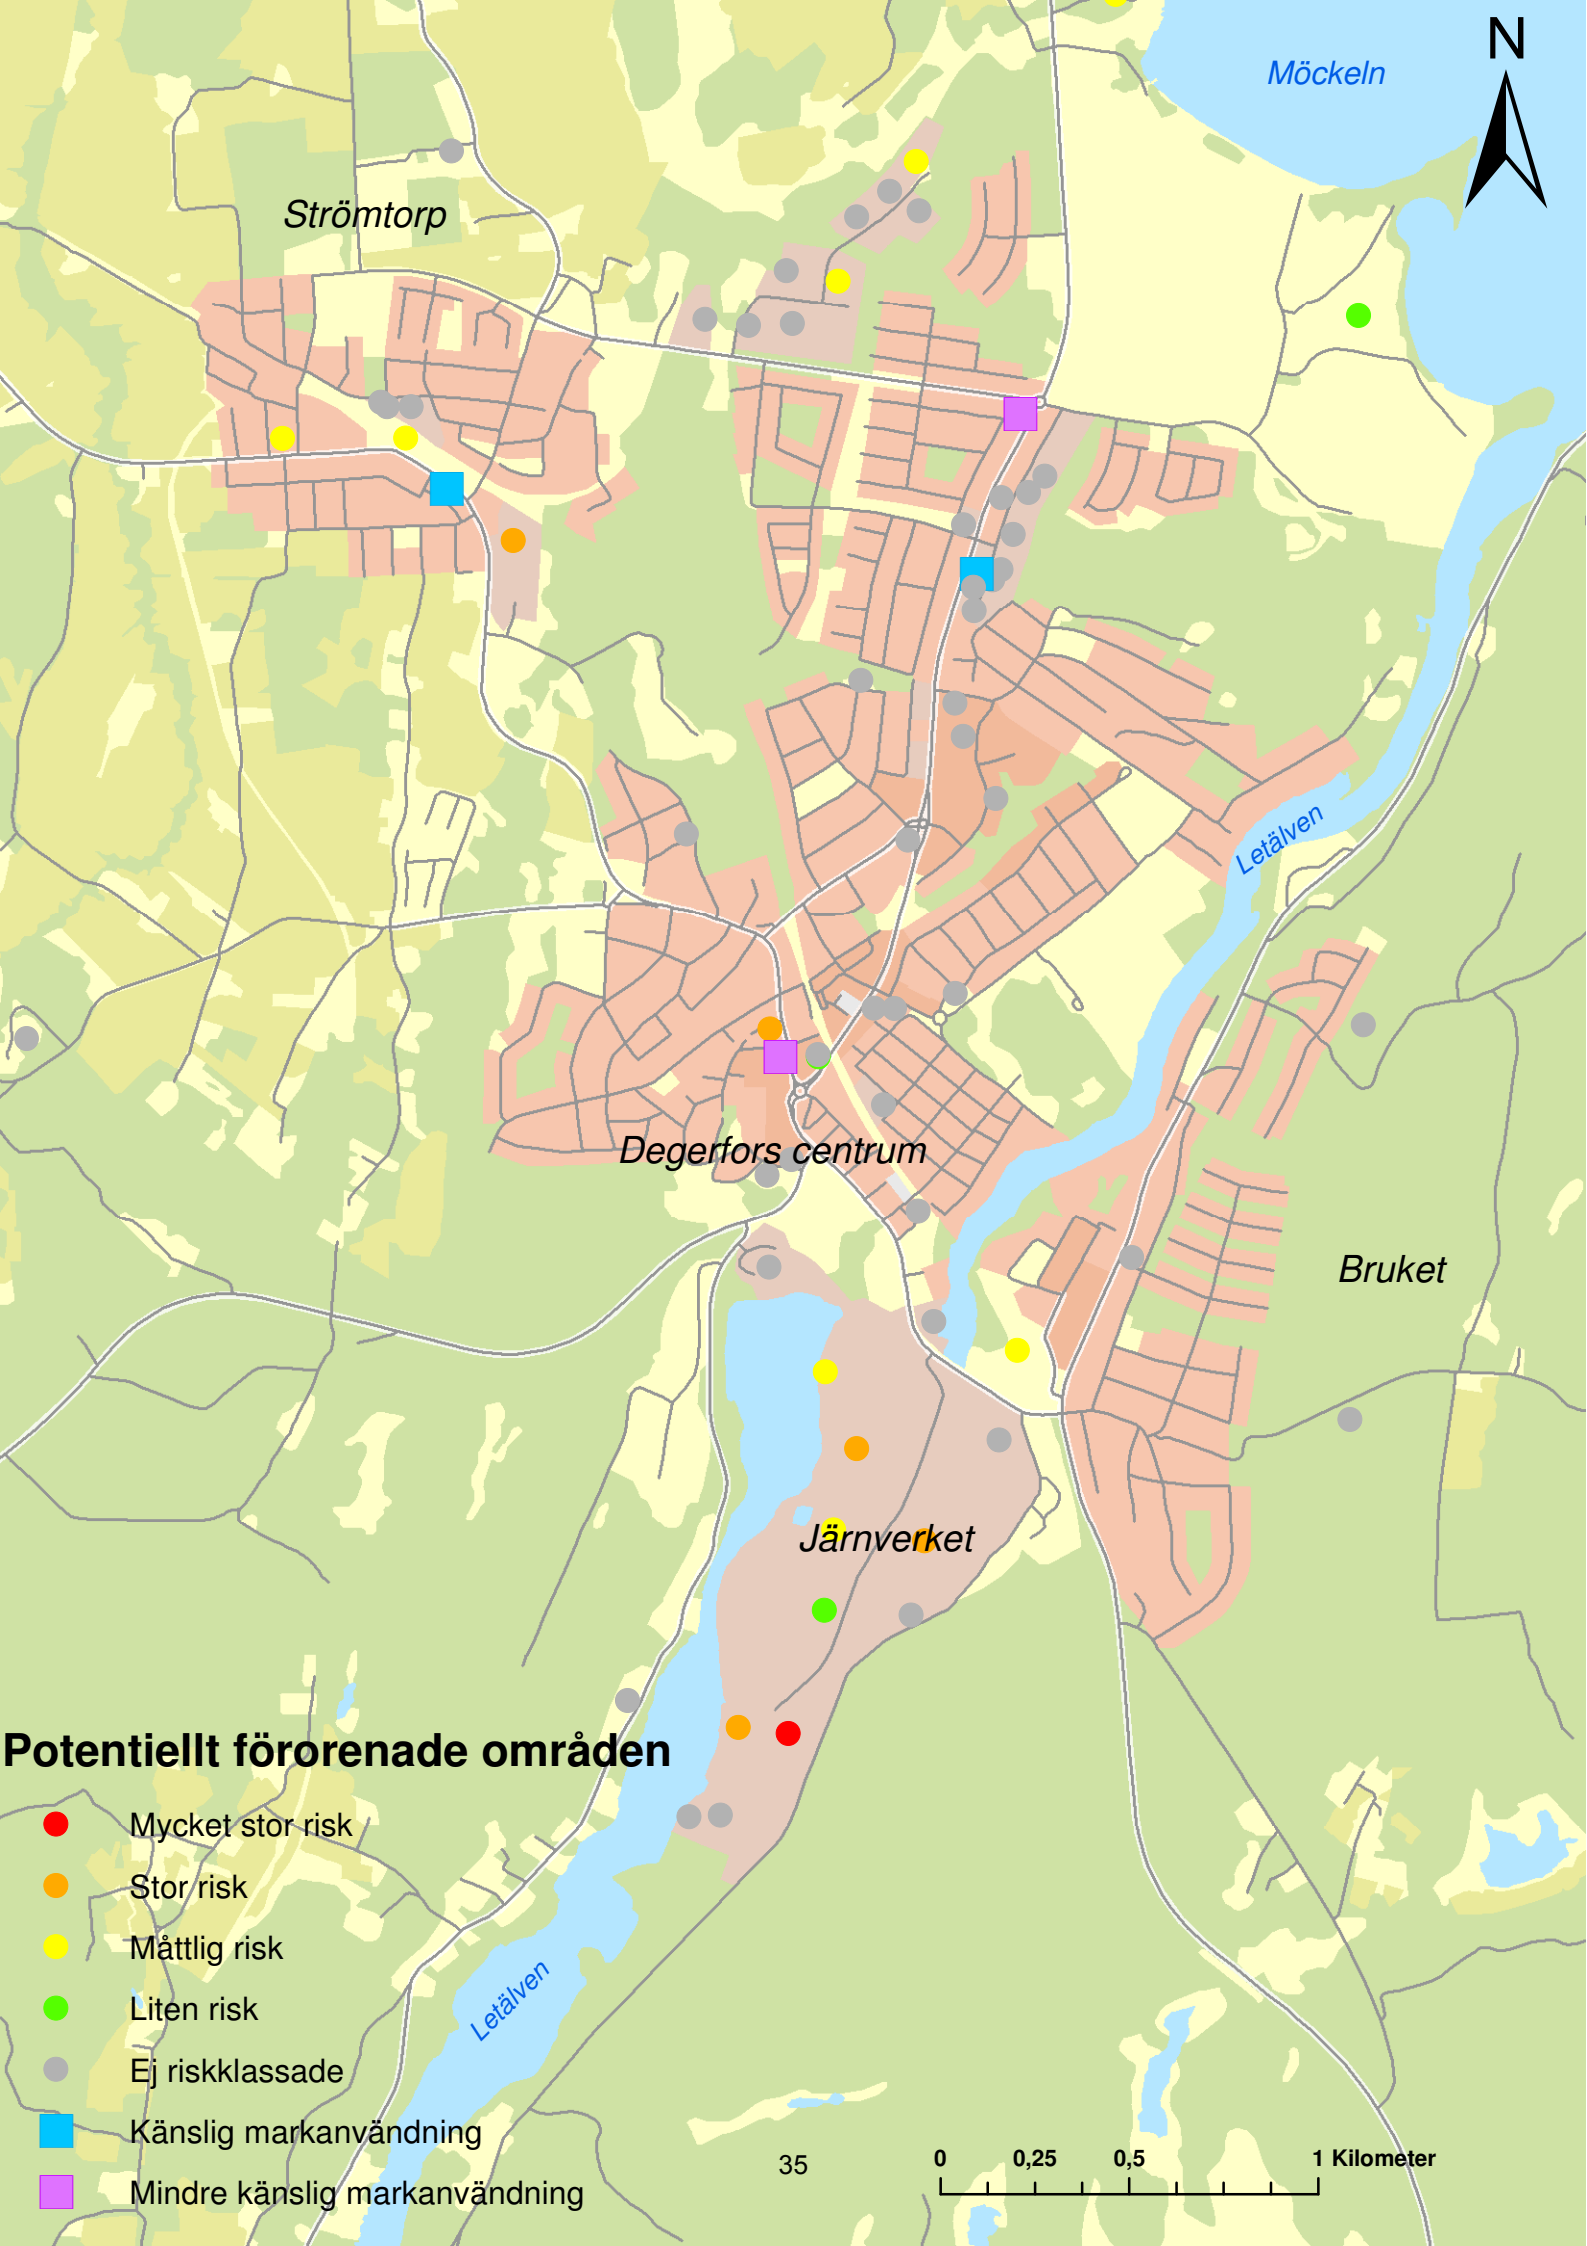 N
Möckeln
Strömtorp
Letälven
Degerfors centrum
Bruket
Järnverket
Potentiellt förorenade områden
Mycket stor risk
Stor risk
Måttlig risk
Liten risk
Letälven
Ej riskklassade
Känslig markanvändning
Mindre känslig markanvändning
35
0 0,25 0,5 1 Kilometer